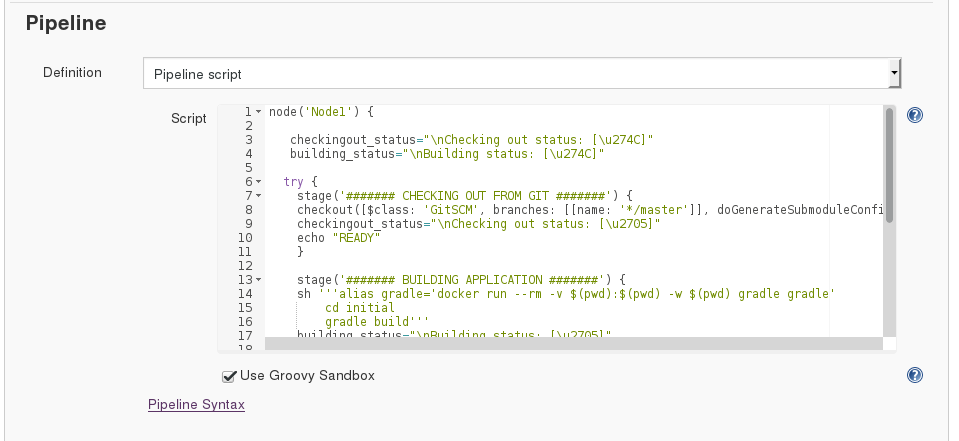 Pipeline
Definition
Pipeline script
Script
1 node('Node1') {
2
3 checkingout_status="\nChecking out status: [\u274C]"
4 building_status="\nBuilding status: [\u274C]"
5
6 try {
7 stage('####### CHECKING OUT FROM GIT #######') {
8 checkout([$class: 'GitSCM', branches: [[name: '*/master']], doGenerateSubmoduleConfi
9 checkingout_status="\nChecking out status: [\u2705]"
10 echo "READY"
11 }
12
13 stage('####### BUILDING APPLICATION #######') {
14 sh '''alias gradle='docker run --rm -v $(pwd):$(pwd) -w $(pwd) gradle gradle'
15 cd initial
16 gradle build'''
17 building_status="\nBuilding status: [\u2705]"
18
Use Groovy Sandbox
Pipeline Syntax